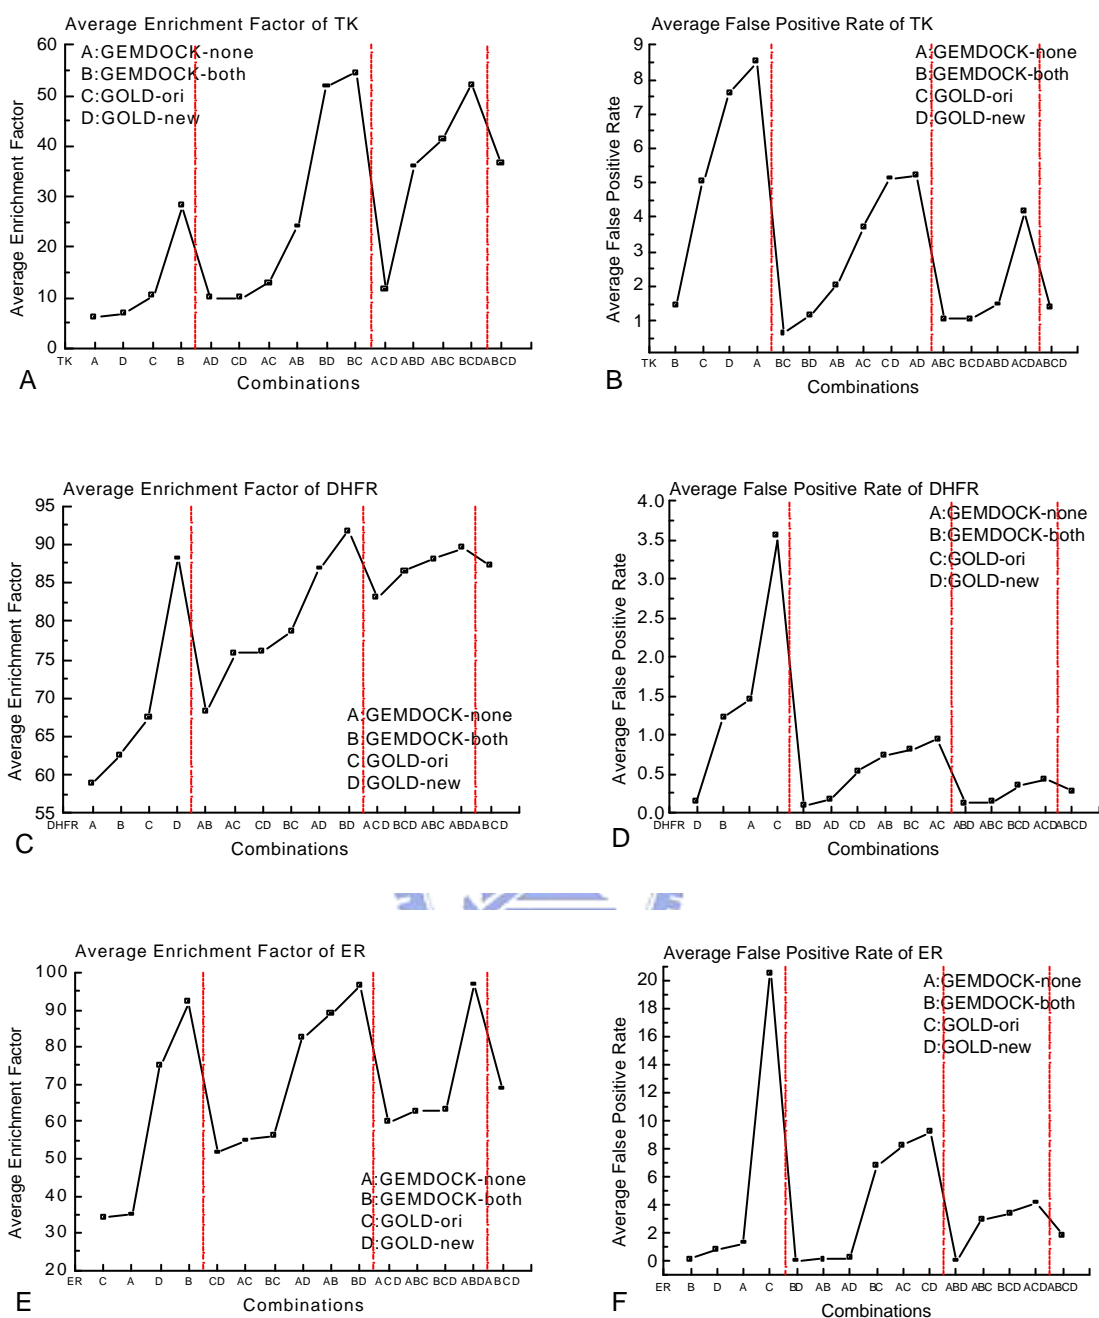 Average Enrichment Factor of TK
60
50
40
30
20
10
0
Average Enrichment Factor
A:GEMDOCK-none
B:GEMDOCK-both
C:GOLD-ori
D:GOLD-new
TK A D C B AD CD AC AB BD BC ACD ABD ABC BCD ABCD
Combinations
A
Average False Positive Rate of TK
9
8
7
6
5
4
3
2
1
Average False Positive Rate
A:GEMDOCK-none
B:GEMDOCK-both
C:GOLD-ori
D:GOLD-new
TK B C D A BC BD AB AC CD AD ABC BCD ABD ACD ABCD
Combinations
B
Average Enrichment Factor of DHFR
95
90
85
80
75
70
65
60
55
Average Enrichment Factor
A:GEMDOCK-none
B:GEMDOCK-both
C:GOLD-ori
D:GOLD-new
DHFR A B C D AB AC CD BC AD BD ACD BCD ABC ABD ABCD
Combinations
C
Average False Positive Rate of DHFR
4.0
3.5
3.0
2.5
2.0
1.5
1.0
0.5
0.0
Average False Positive Rate
A:GEMDOCK-none
B:GEMDOCK-both
C:GOLD-ori
D:GOLD-new
DHFR D B A C BD AD CD AB BC AC ABD ABC BCD ACD ABCD
Combinations
D
Average Enrichment Factor of ER
100
90
80
70
60
50
40
30
20
Average Enrichment Factor
A:GEMDOCK-none
B:GEMDOCK-both
C:GOLD-ori
D:GOLD-new
ER C A D B CD AC BC AD AB BD ACD ABC BCD ABD ABCD
Combinations
E
Average False Positive Rate of ER
20
18
16
14
12
10
8
6
4
2
0
Average False Positive Rate
A:GEMDOCK-none
B:GEMDOCK-both
C:GOLD-ori
D:GOLD-new
ER B D A C BD AB AD BC AC CD ABD ABC BCD ACD ABCD
Combinations
F